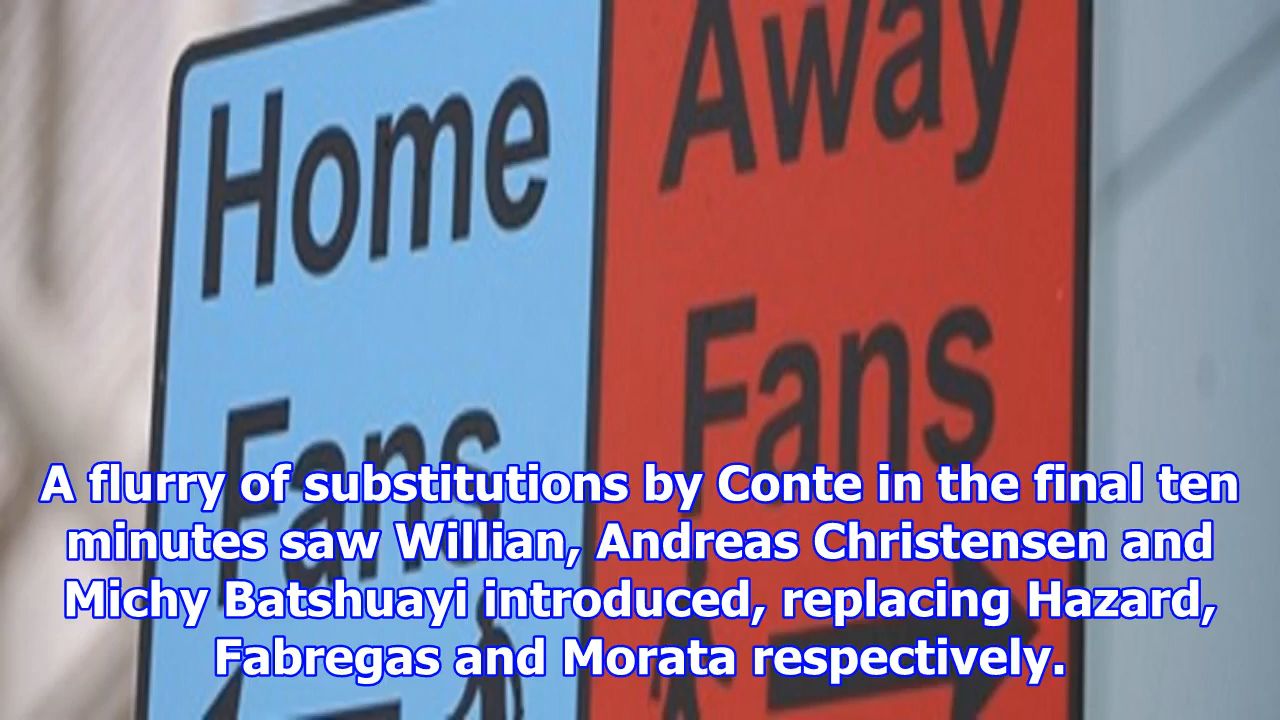 Home
Fans
Away
Fans
A flurry of substitutions by Conte in the final ten
minutes saw Willian, Andreas Christensen and
Michy Batshuayi introduced, replacing Hazard,
Fabregas and Morata respectively.